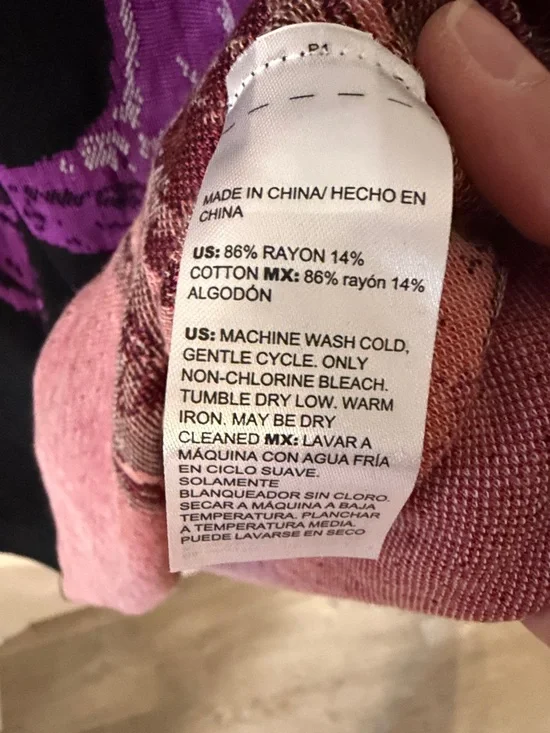 P1
MADE IN CHINA/ HECHO EN
CHINA
US: 86% RAYON 14%
COTTON MX: 86% rayón 14%
ALGODÓN
US: MACHINE WASH COLD,
GENTLE CYCLE. ONLY
NON-CHLORINE BLEACH.
TUMBLE DRY LOW. WARM
IRON. MAY BE DRY
CLEANED MX: LAVAR A
MÁQUINA CON AGUA FRÍA
EN CICLO SUAVE.
SOLAMENTE
BLANQUEADOR SIN CLORO.
SECAR A MÁQUINA A BAJA
TEMPERATURA. PLANCHAR
A TEMPERATURA MEDIA.
PUEDE LAVARSE EN SECO